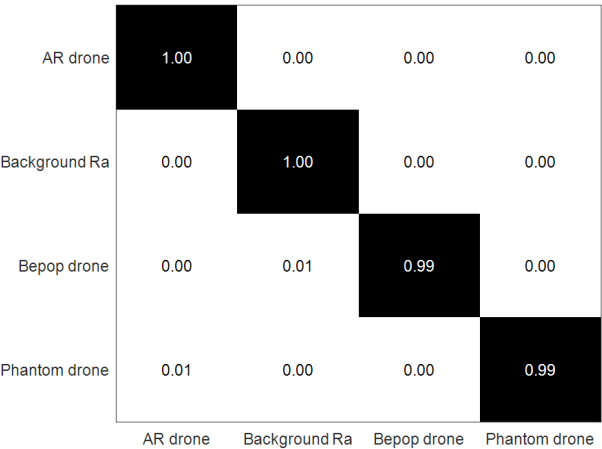 AR drone 1.00 0.00 0.00 0.00
Background Ra 0.00 1.00 0.00 0.00
Bepop drone 0.00 0.01 0.99 0.00
Phantom drone 0.01 0.00 0.00 0.99
AR drone Background Ra Bepop drone Phantom drone